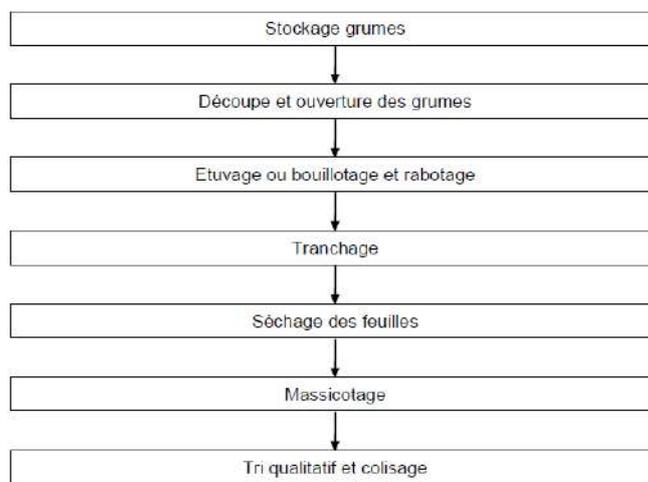 Stockage grumes
Découpe et ouverture des grumes
Etuvage ou bouillotage et rabotage
Tranchage
Séchage des feuilles
Massicotage
Tri qualitatif et colisage